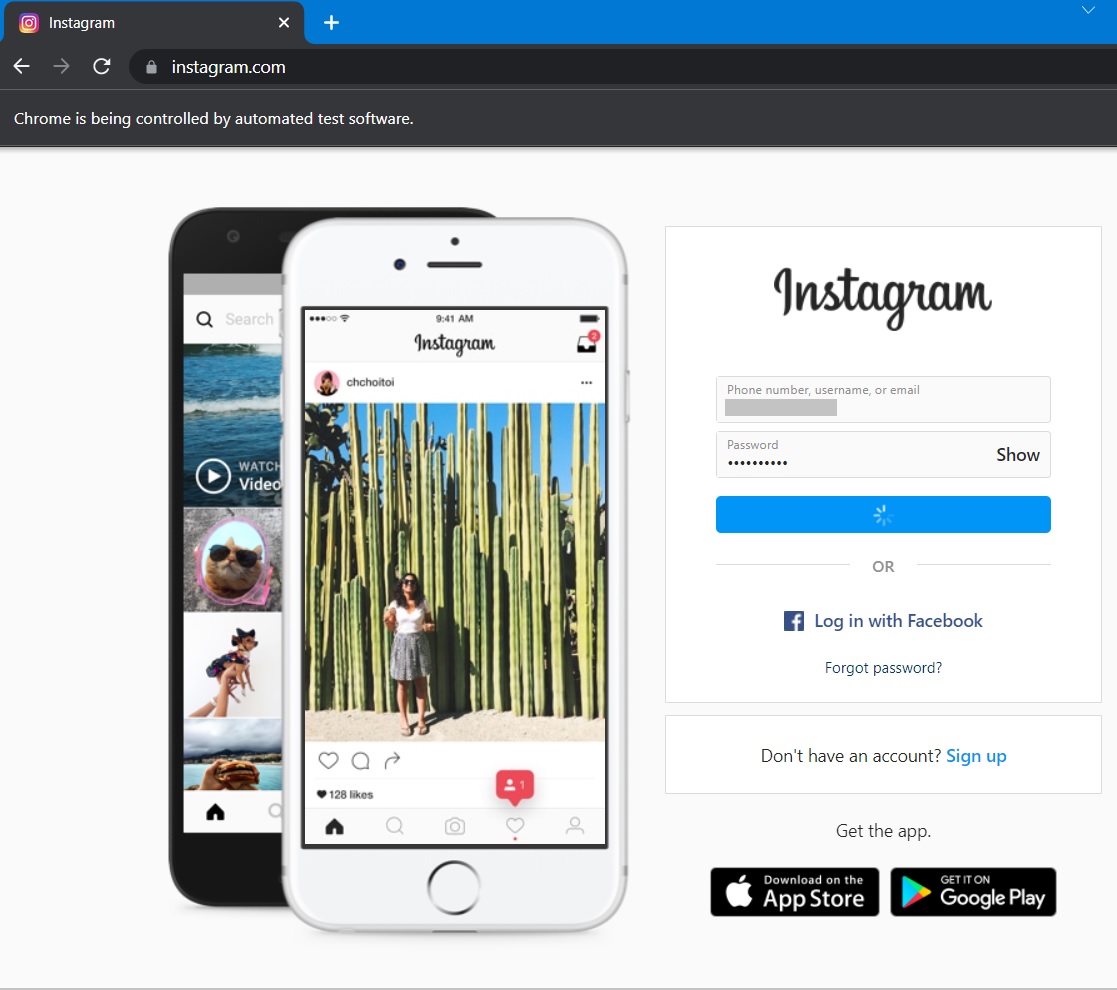 Instagram
instagram.com
Chrome is being controlled by automated test software.
Search
WATCH
Video
9:41 AM
Instagram
2
chchoitoi
128 likes
1
Instagram
Phone number, username, or email
Password
••••••••••
Show
OR
Log in with Facebook
Forgot password?
Don't have an account? Sign up
Get the app.
Download on the
App Store
GET IT ON
Google Play